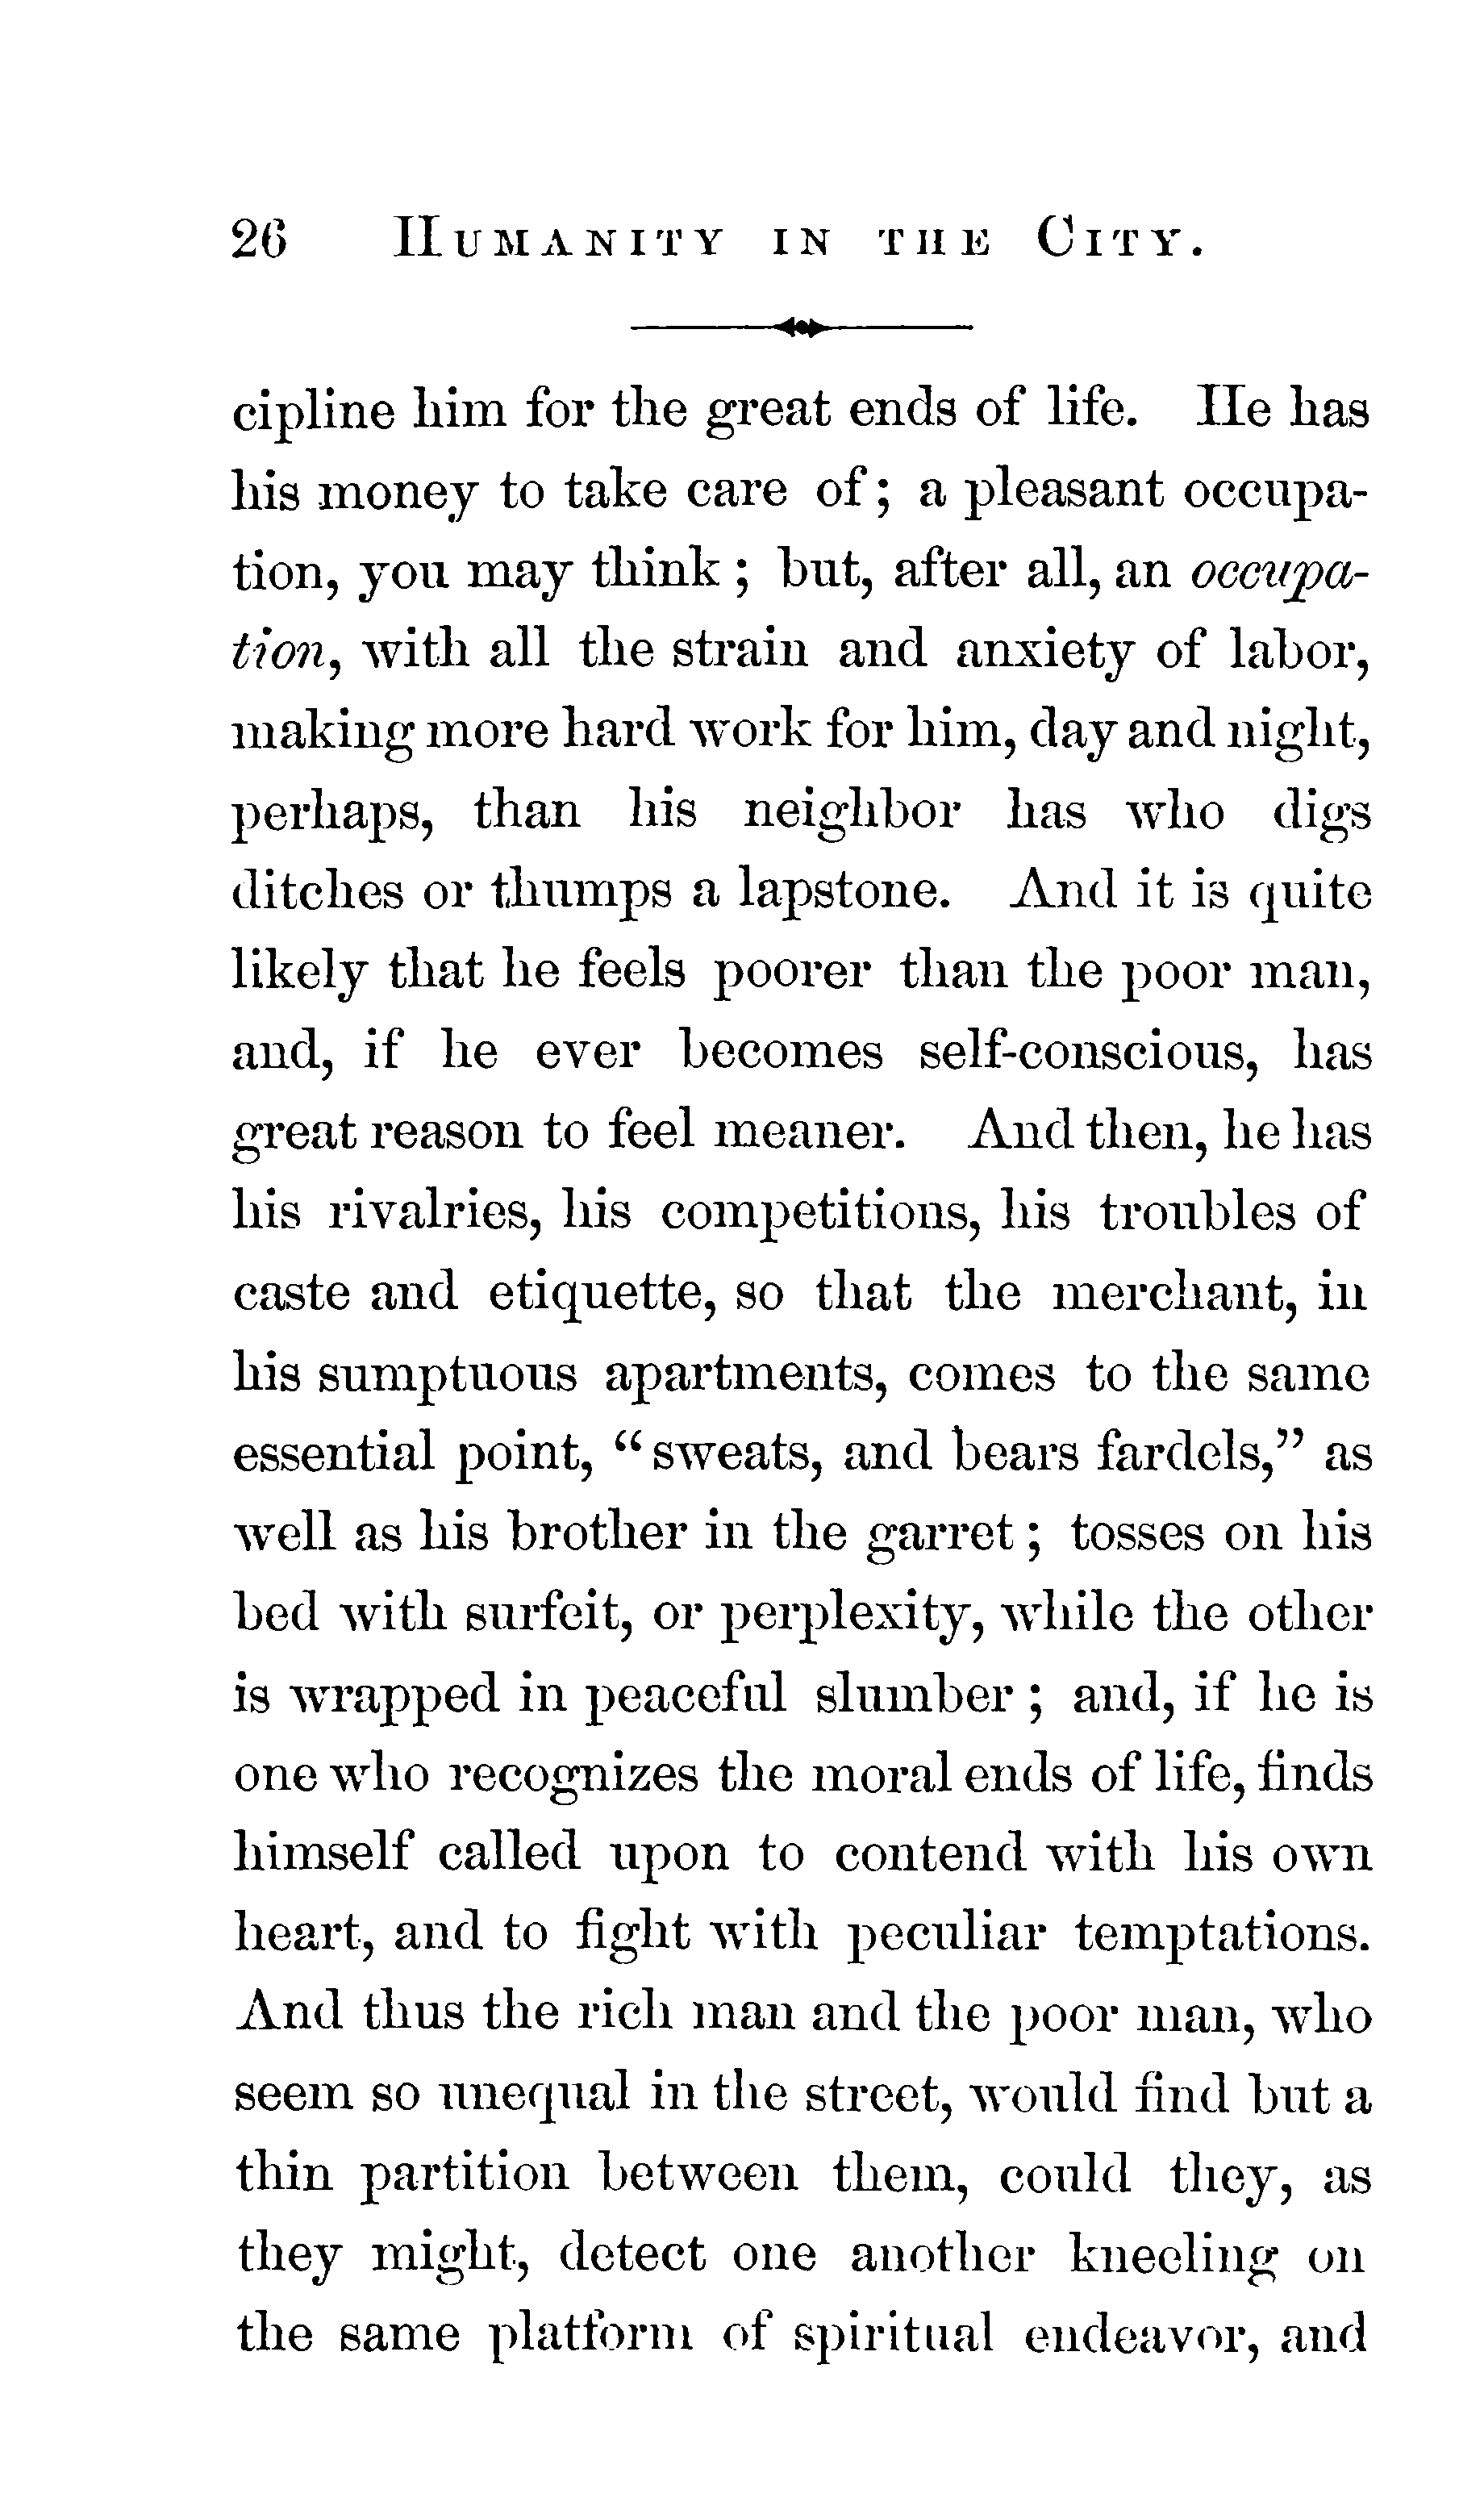 26 Humanity in the City.
cipline him for the great ends of life. He has
his money to take care of; a pleasant occupa-
tion, you may think; but, after all, an occupa-
tion, with all the strain and anxiety of labor,
making more hard work for him, day and night,
perhaps, than his neighbor has who digs
ditches or thumps a lapstone. And it is quite
likely that he feels poorer than the poor man,
and, if he ever becomes self-conscious, has
great reason to feel meaner. And then, he has
his rivalries, his competitions, his troubles of
caste and etiquette, so that the merchant, in
his sumptuous apartments, comes to the same
essential point, "sweats, and bears fardels," as
well as his brother in the garret; tosses on his
bed with surfeit, or perplexity, while the other
is wrapped in peaceful slumber; and, if he is
one who recognizes the moral ends of life, finds
himself called upon to contend with his own
heart, and to fight with peculiar temptations.
And thus the rich man and the poor man, who
seem so unequal in the street, would find but a
thin partition between them, could they, as
they might, detect one another kneeling on
the same platform of spiritual endeavor, and